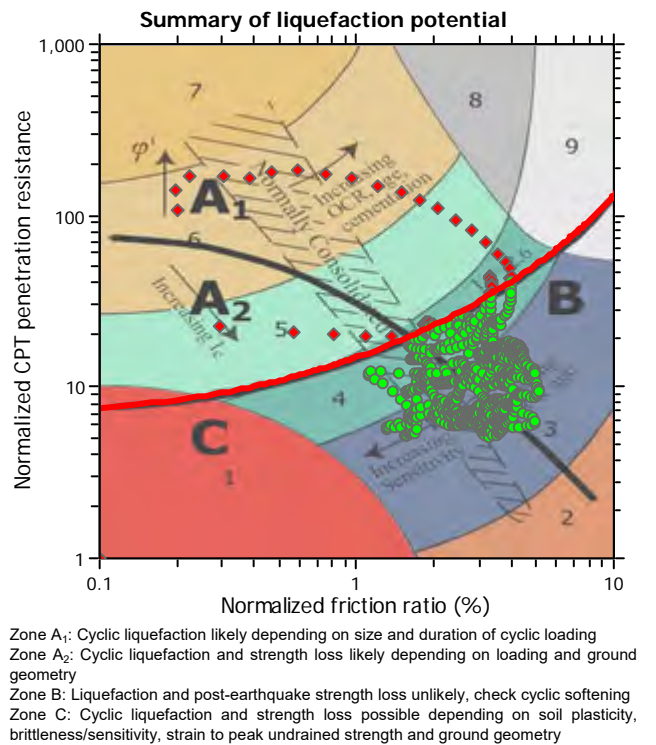 Summary of liquefaction potential
1,000
100
10
1
0.1
1
10
Normalized CPT penetration resistance
Normalized friction ratio (%)
7
8
9
φ'
A1
Normally Consolidated
Increasing
OCR, age,
cementation
6
A2
Increasing Ic
5
B
4
C
1
Increasing
Sensitivity
3
2
Zone A1: Cyclic liquefaction likely depending on size and duration of cyclic loading
Zone A2: Cyclic liquefaction and strength loss likely depending on loading and ground
geometry
Zone B: Liquefaction and post-earthquake strength loss unlikely, check cyclic softening
Zone C: Cyclic liquefaction and strength loss possible depending on soil plasticity,
brittleness/sensitivity, strain to peak undrained strength and ground geometry